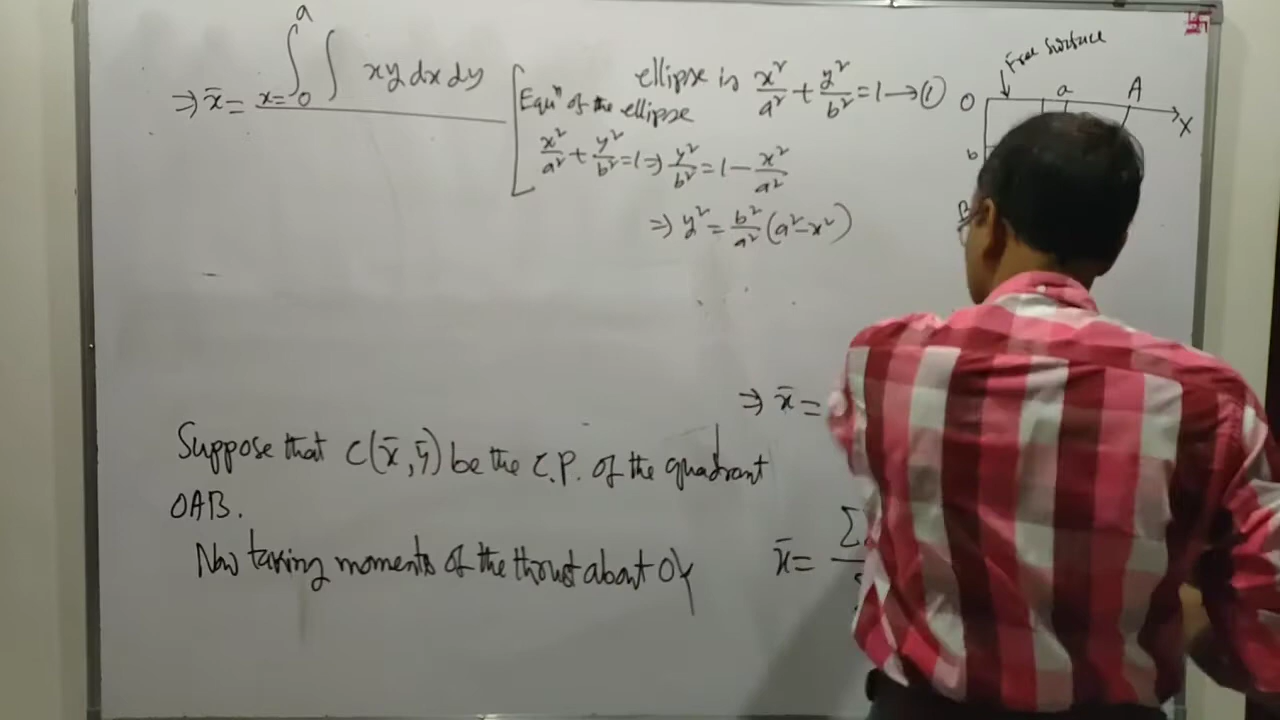 ⇒ x̄ = ∫_{x=0}^{a} ∫ xy dx dy
[Equⁿ of the ellipse
x²/a² + y²/b² = 1 ⇒ y²/b² = 1 − x²/a²
⇒ y² = b²/a² (a² − x²)
ellipse is x²/a² + y²/b² = 1 → ①
Free Surface
O a A
X
b
B
⇒ x̄ =
Suppose that C(x̄, ȳ) be the C.P. of the quadrant
OAB.
Now taking moments of the thrust about OY
x̄ = Σ